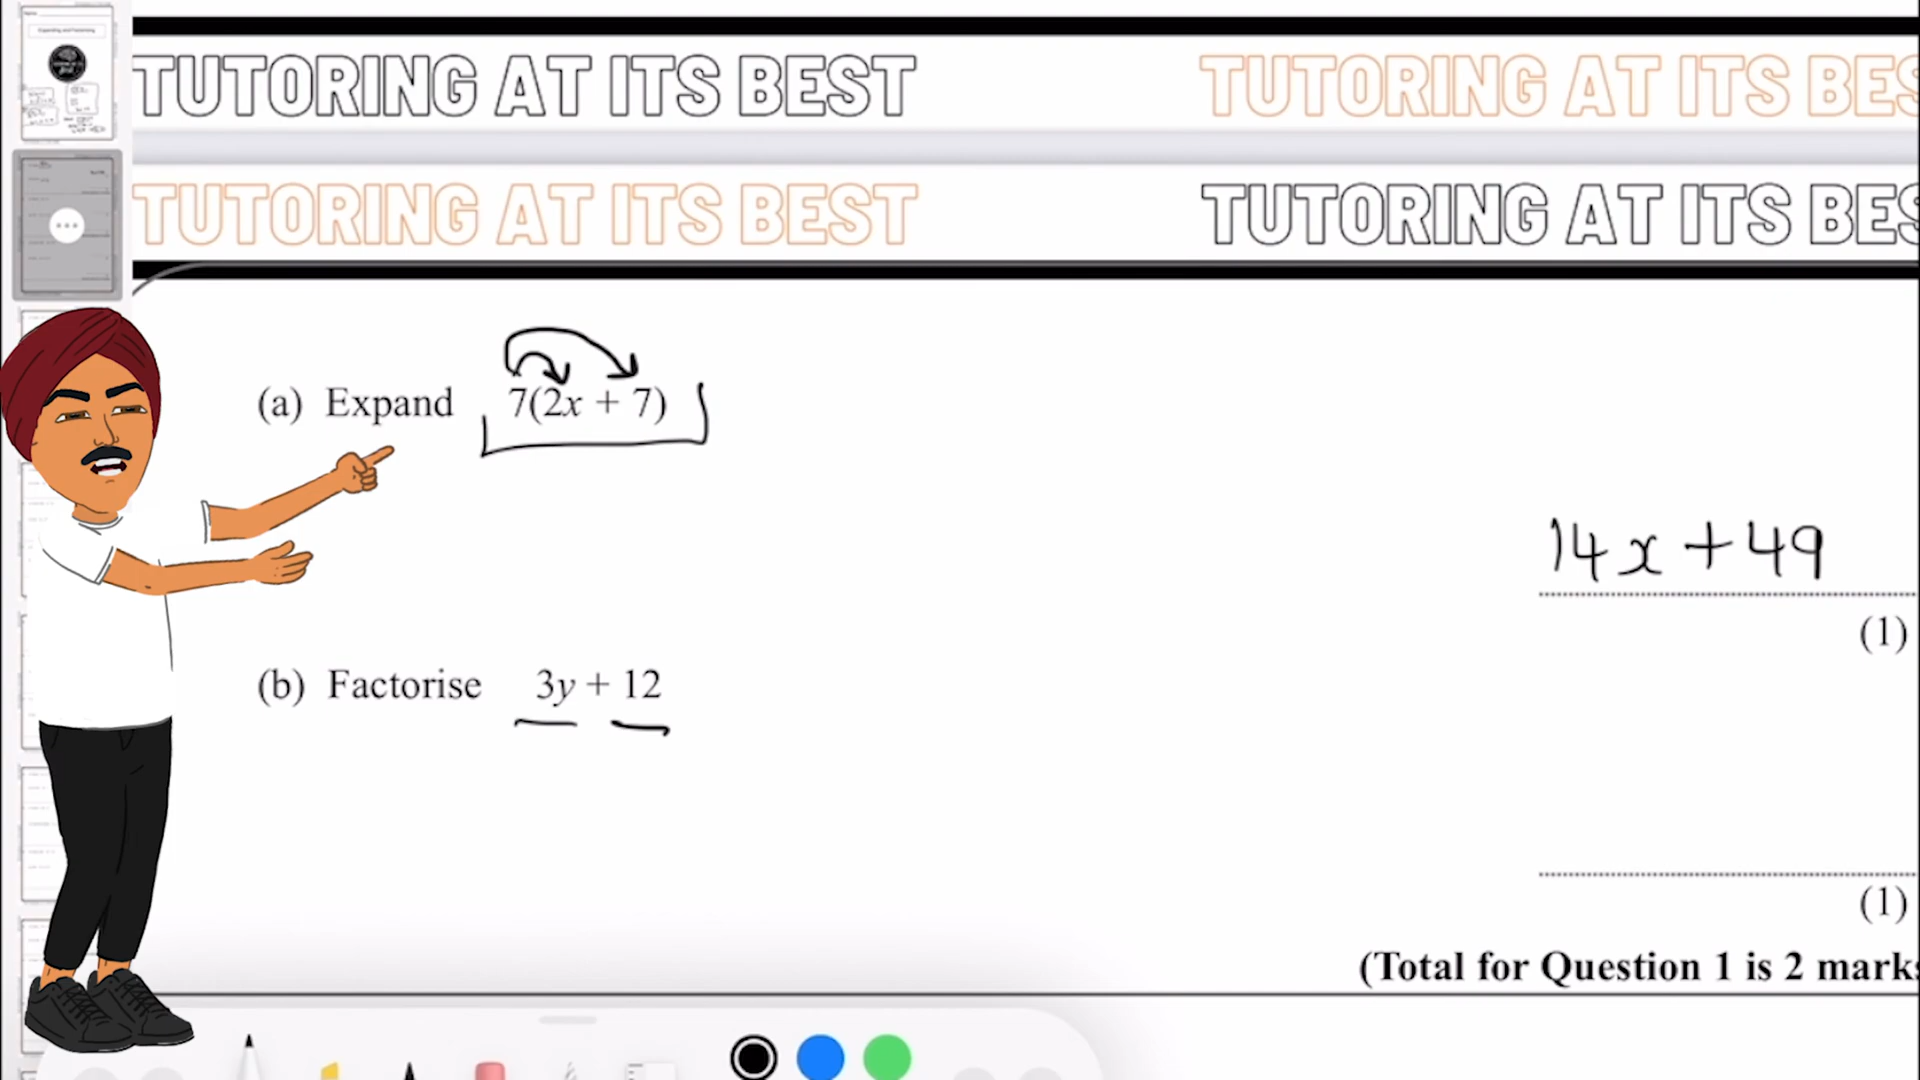 TUTORING AT ITS BEST TUTORING AT ITS BES
TUTORING AT ITS BEST TUTORING AT ITS BES
(a) Expand 7(2x + 7)
14x + 49
(1)
(b) Factorise 3y + 12
(1)
(Total for Question 1 is 2 marks